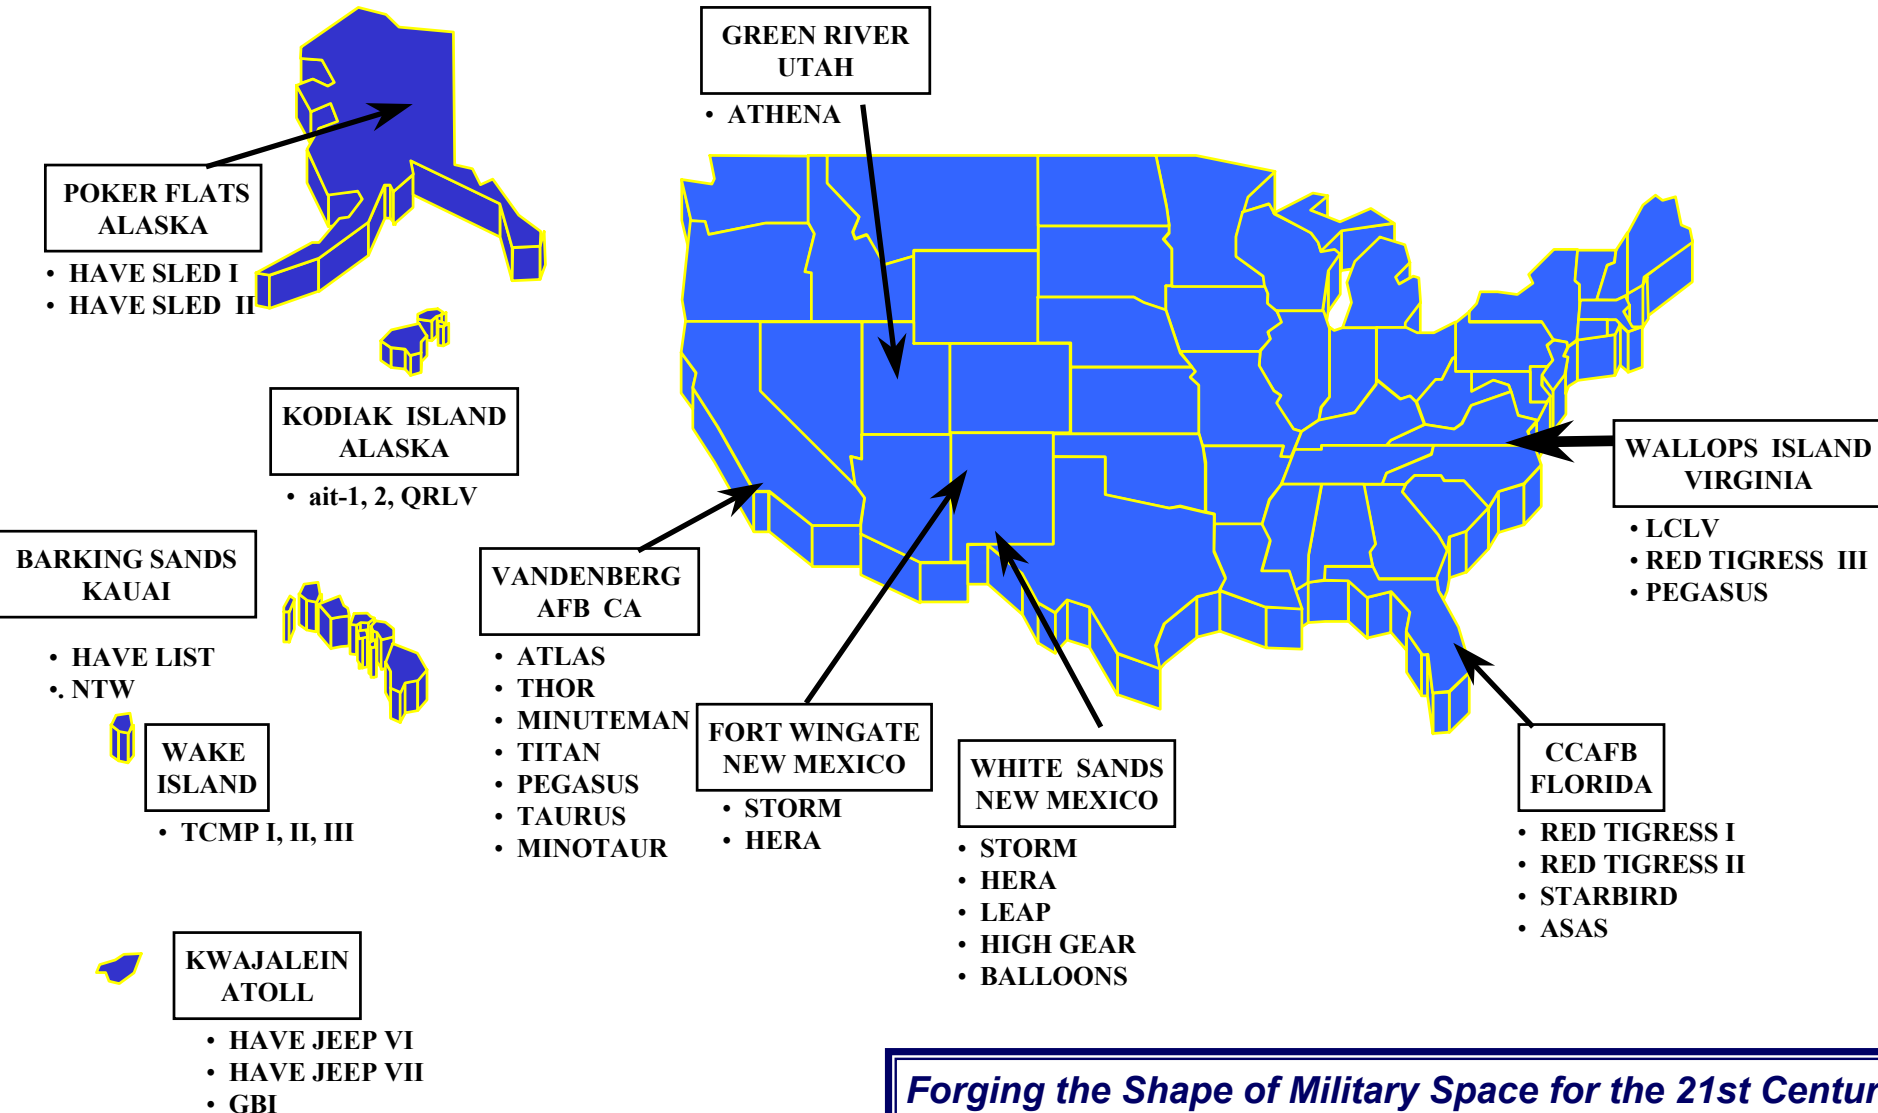 GREEN RIVER
UTAH
• ATHENA
POKER FLATS
ALASKA
• HAVE SLED I
• HAVE SLED II
KODIAK ISLAND
ALASKA
• ait-1, 2, QRLV
BARKING SANDS
KAUAI
• HAVE LIST
•. NTW
WAKE
ISLAND
• TCMP I, II, III
KWAJALEIN
ATOLL
• HAVE JEEP VI
• HAVE JEEP VII
• GBI
VANDENBERG
AFB CA
• ATLAS
• THOR
• MINUTEMAN
• TITAN
• PEGASUS
• TAURUS
• MINOTAUR
FORT WINGATE
NEW MEXICO
• STORM
• HERA
WHITE SANDS
NEW MEXICO
• STORM
• HERA
• LEAP
• HIGH GEAR
• BALLOONS
WALLOPS ISLAND
VIRGINIA
• LCLV
• RED TIGRESS III
• PEGASUS
CCAFB
FLORIDA
• RED TIGRESS I
• RED TIGRESS II
• STARBIRD
• ASAS
Forging the Shape of Military Space for the 21st Centur